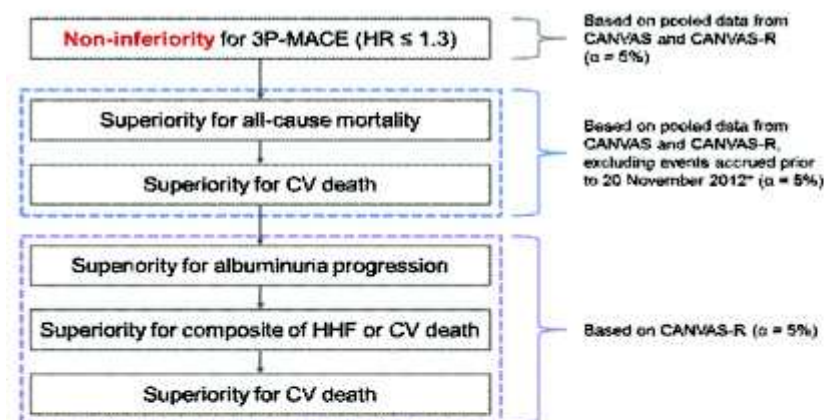 Non-inferiority for 3P-MACE (HR ≤ 1.3)
Based on pooled data from
CANVAS and CANVAS-R
(α = 5%)
Superiority for all-cause mortality
Superiority for CV death
Based on pooled data from
CANVAS and CANVAS-R,
excluding events accrued prior
to 20 November 2012* (α = 5%)
Superiority for albuminuria progression
Superiority for composite of HHF or CV death
Superiority for CV death
Based on CANVAS-R (α = 5%)